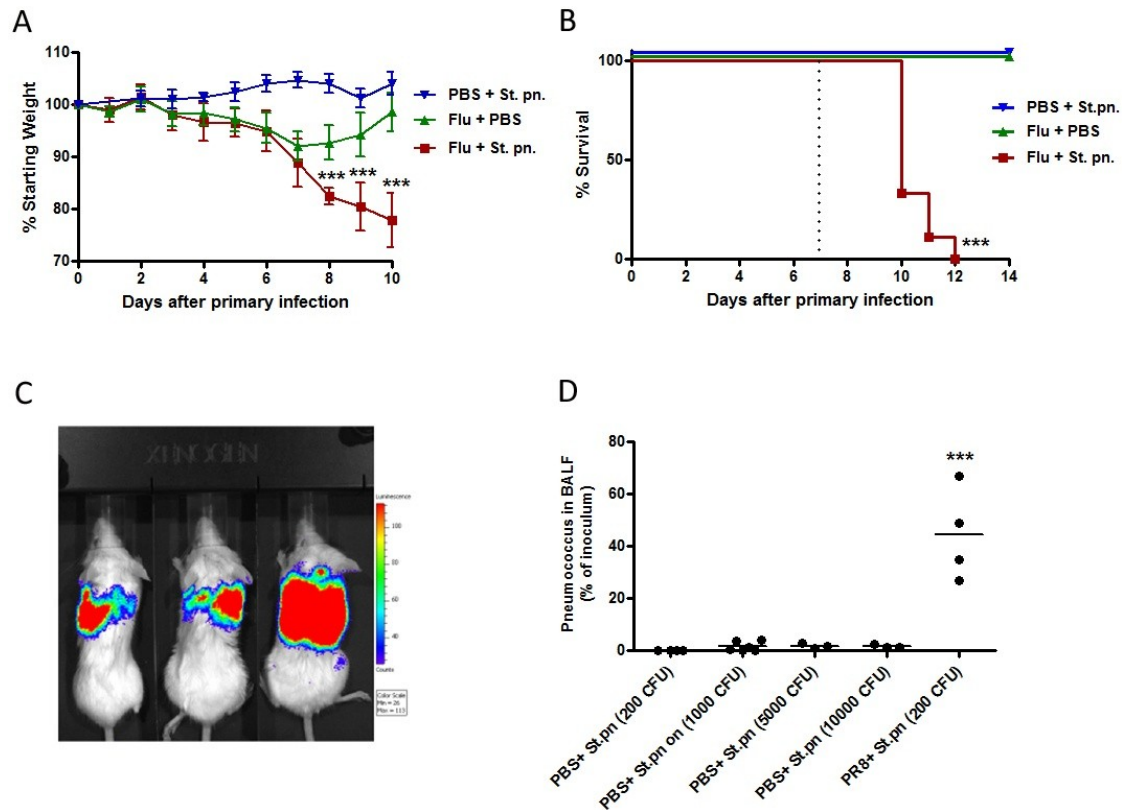 A
110
100
90
80
70
% Starting Weight
0 2 4 6 8 10
Days after primary infection
*** *** ***
PBS + St. pn.
Flu + PBS
Flu + St. pn.
B
100
50
0
% Survival
0 2 4 6 8 10 12 14
Days after primary infection
***
PBS + St.pn.
Flu + PBS
Flu + St. pn.
C
XENOGEN
Luminescence
100
80
60
40
Counts
Color Scale
Min = 26
Max = 113
D
80
60
40
20
0
Pneumococcus in BALF
(% of inoculum)
***
PBS+ St.pn (200 CFU)
PBS+ St.pn on (1000 CFU)
PBS+ St.pn (5000 CFU)
PBS+ St.pn (10000 CFU)
PR8+ St.pn (200 CFU)